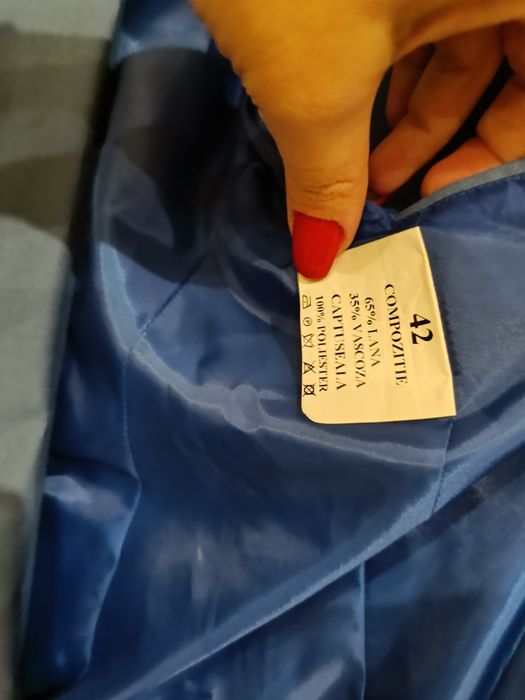 42
COMPOZITIE
65% LANA
35% VASCOZA
CAPTUSEALA
100% POLIESTER